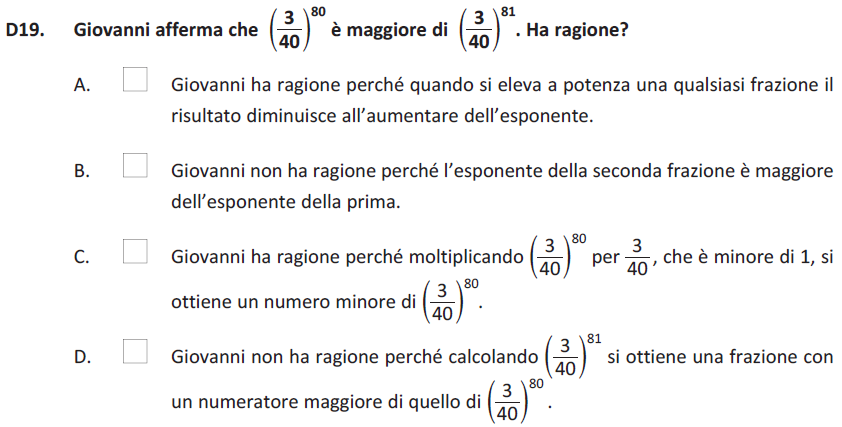 D19. Giovanni afferma che (3/40)^80 è maggiore di (3/40)^81. Ha ragione?
A. Giovanni ha ragione perché quando si eleva a potenza una qualsiasi frazione il
risultato diminuisce all'aumentare dell'esponente.
B. Giovanni non ha ragione perché l'esponente della seconda frazione è maggiore
dell'esponente della prima.
C. Giovanni ha ragione perché moltiplicando (3/40)^80 per 3/40, che è minore di 1, si
ottiene un numero minore di (3/40)^80.
D. Giovanni non ha ragione perché calcolando (3/40)^81 si ottiene una frazione con
un numeratore maggiore di quello di (3/40)^80.